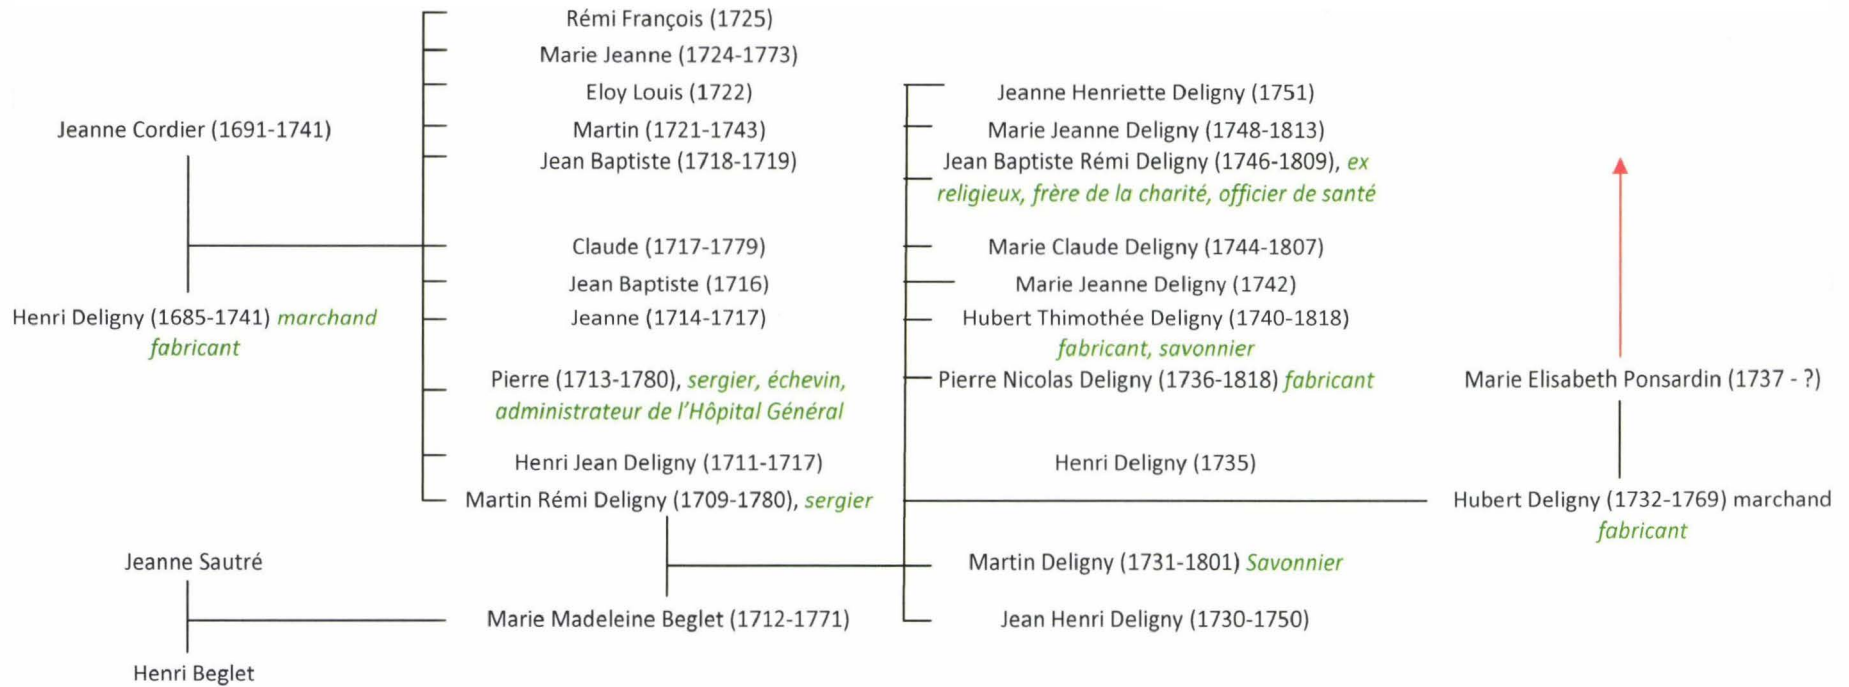 Jeanne Cordier (1691-1741)
Henri Deligny (1685-1741) marchand
fabricant
Jeanne Sautré
Henri Beglet
Rémi François (1725)
Marie Jeanne (1724-1773)
Eloy Louis (1722)
Martin (1721-1743)
Jean Baptiste (1718-1719)
Claude (1717-1779)
Jean Baptiste (1716)
Jeanne (1714-1717)
Pierre (1713-1780), sergier, échevin,
administrateur de l'Hôpital Général
Henri Jean Deligny (1711-1717)
Martin Rémi Deligny (1709-1780), sergier
Marie Madeleine Beglet (1712-1771)
Jeanne Henriette Deligny (1751)
Marie Jeanne Deligny (1748-1813)
Jean Baptiste Rémi Deligny (1746-1809), ex
religieux, frère de la charité, officier de santé
Marie Claude Deligny (1744-1807)
Marie Jeanne Deligny (1742)
Hubert Thimothée Deligny (1740-1818)
fabricant, savonnier
Pierre Nicolas Deligny (1736-1818) fabricant
Henri Deligny (1735)
Martin Deligny (1731-1801) Savonnier
Jean Henri Deligny (1730-1750)
Marie Elisabeth Ponsardin (1737 - ?)
Hubert Deligny (1732-1769) marchand
fabricant